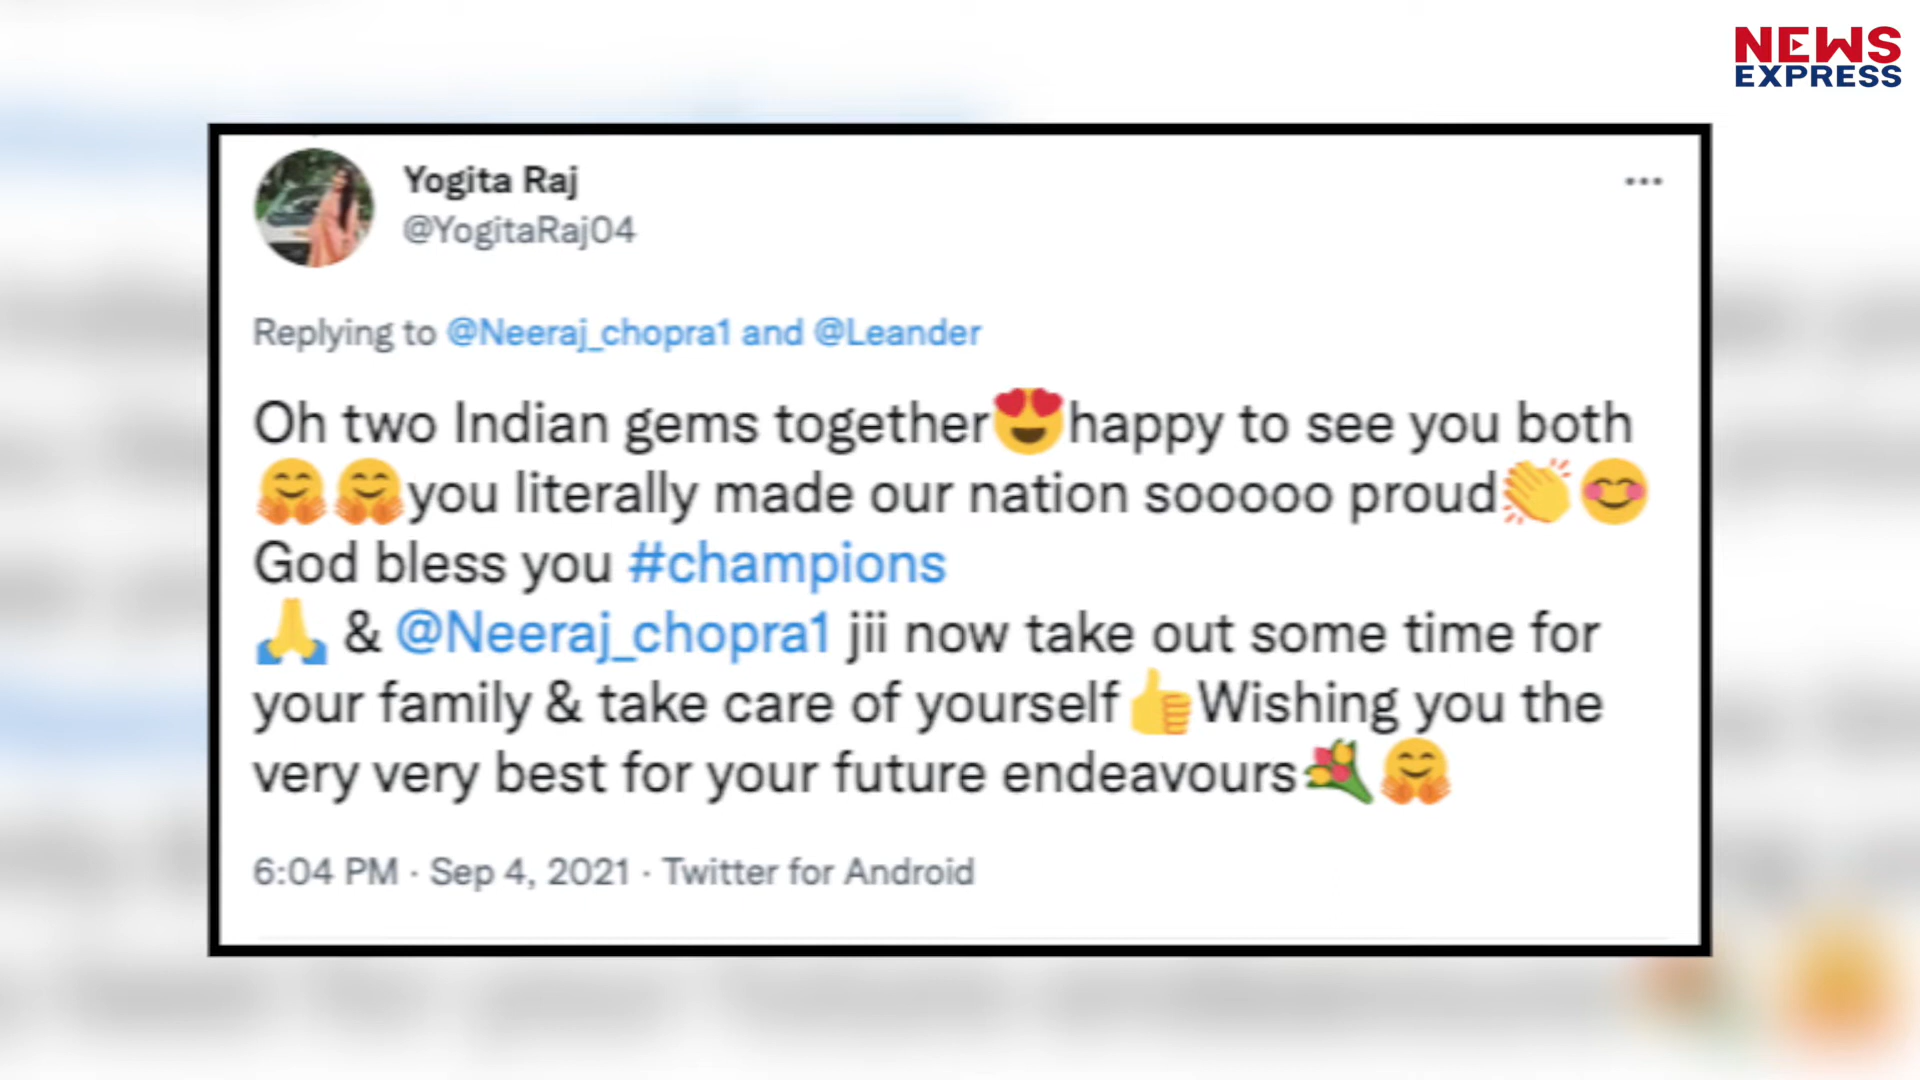 NEWS
EXPRESS
Yogita Raj
@YogitaRaj04
Replying to @Neeraj_chopra1 and @Leander
Oh two Indian gems together😍happy to see you both
🤗🤗you literally made our nation sooooo proud👏😊
God bless you #champions
🙏 & @Neeraj_chopra1 jii now take out some time for
your family & take care of yourself👍Wishing you the
very very best for your future endeavours💐🤗
6:04 PM · Sep 4, 2021 · Twitter for Android